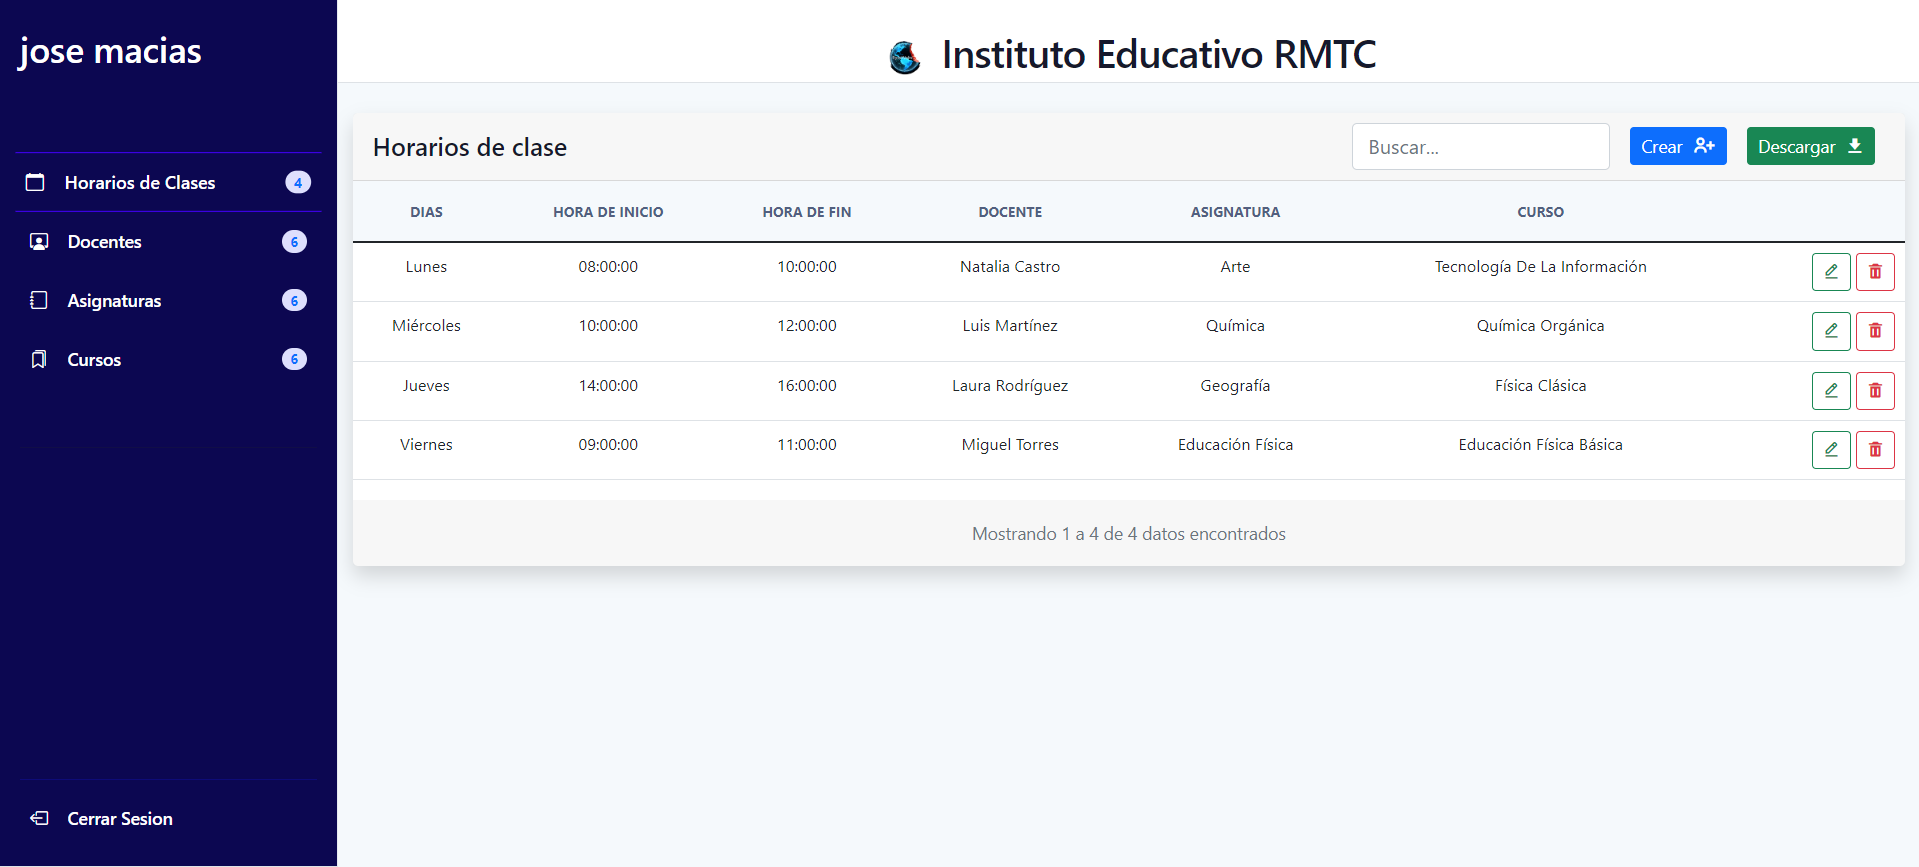 jose macias
Horarios de Clases 4
Docentes 6
Asignaturas 6
Cursos 6
Cerrar Sesion
Instituto Educativo RMTC
Horarios de clase
Buscar...
Crear
Descargar
DIAS HORA DE INICIO HORA DE FIN DOCENTE ASIGNATURA CURSO
Lunes 08:00:00 10:00:00 Natalia Castro Arte Tecnología De La Información
Miércoles 10:00:00 12:00:00 Luis Martínez Química Química Orgánica
Jueves 14:00:00 16:00:00 Laura Rodríguez Geografía Física Clásica
Viernes 09:00:00 11:00:00 Miguel Torres Educación Física Educación Física Básica
Mostrando 1 a 4 de 4 datos encontrados